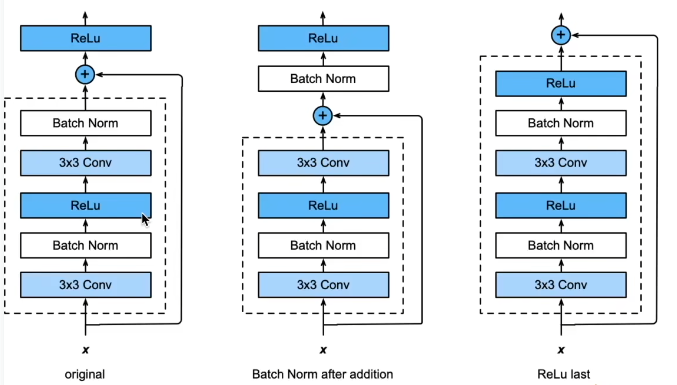 ReLu
+
Batch Norm
3x3 Conv
ReLu
Batch Norm
3x3 Conv
x
original
ReLu
Batch Norm
+
3x3 Conv
ReLu
Batch Norm
3x3 Conv
x
Batch Norm after addition
+
ReLu
Batch Norm
3x3 Conv
ReLu
Batch Norm
3x3 Conv
x
ReLu last